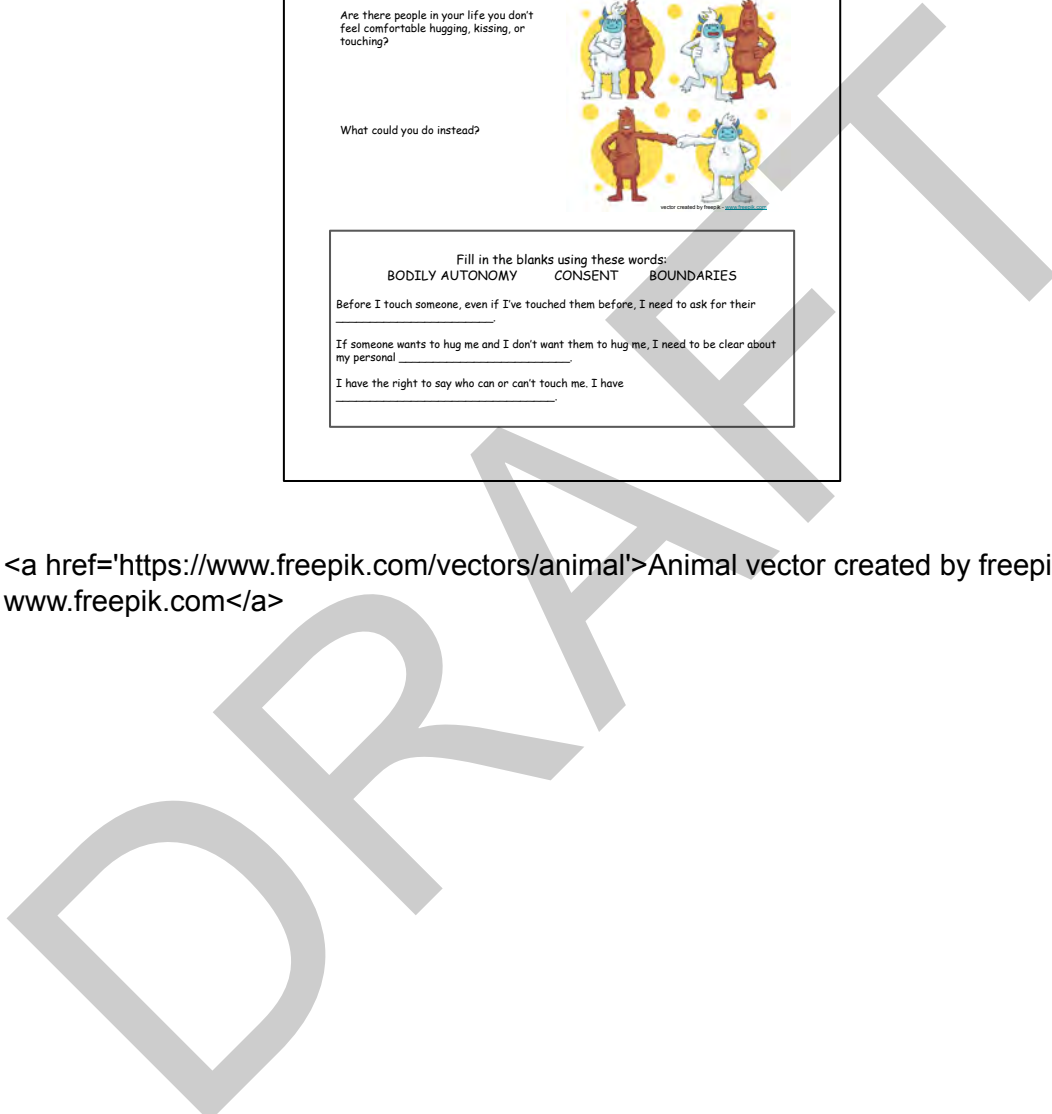 Are there people in your life you don't
feel comfortable hugging, kissing, or
touching?
What could you do instead?
vector created by freepik - www.freepik.com
Fill in the blanks using these words:
BODILY AUTONOMY CONSENT BOUNDARIES
Before I touch someone, even if I've touched them before, I need to ask for their
_______________________.
If someone wants to hug me and I don't want them to hug me, I need to be clear about
my personal _________________________.
I have the right to say who can or can't touch me. I have
________________________________.
<a href='https://www.freepik.com/vectors/animal'>Animal vector created by freepi
www.freepik.com</a>
DRAFT